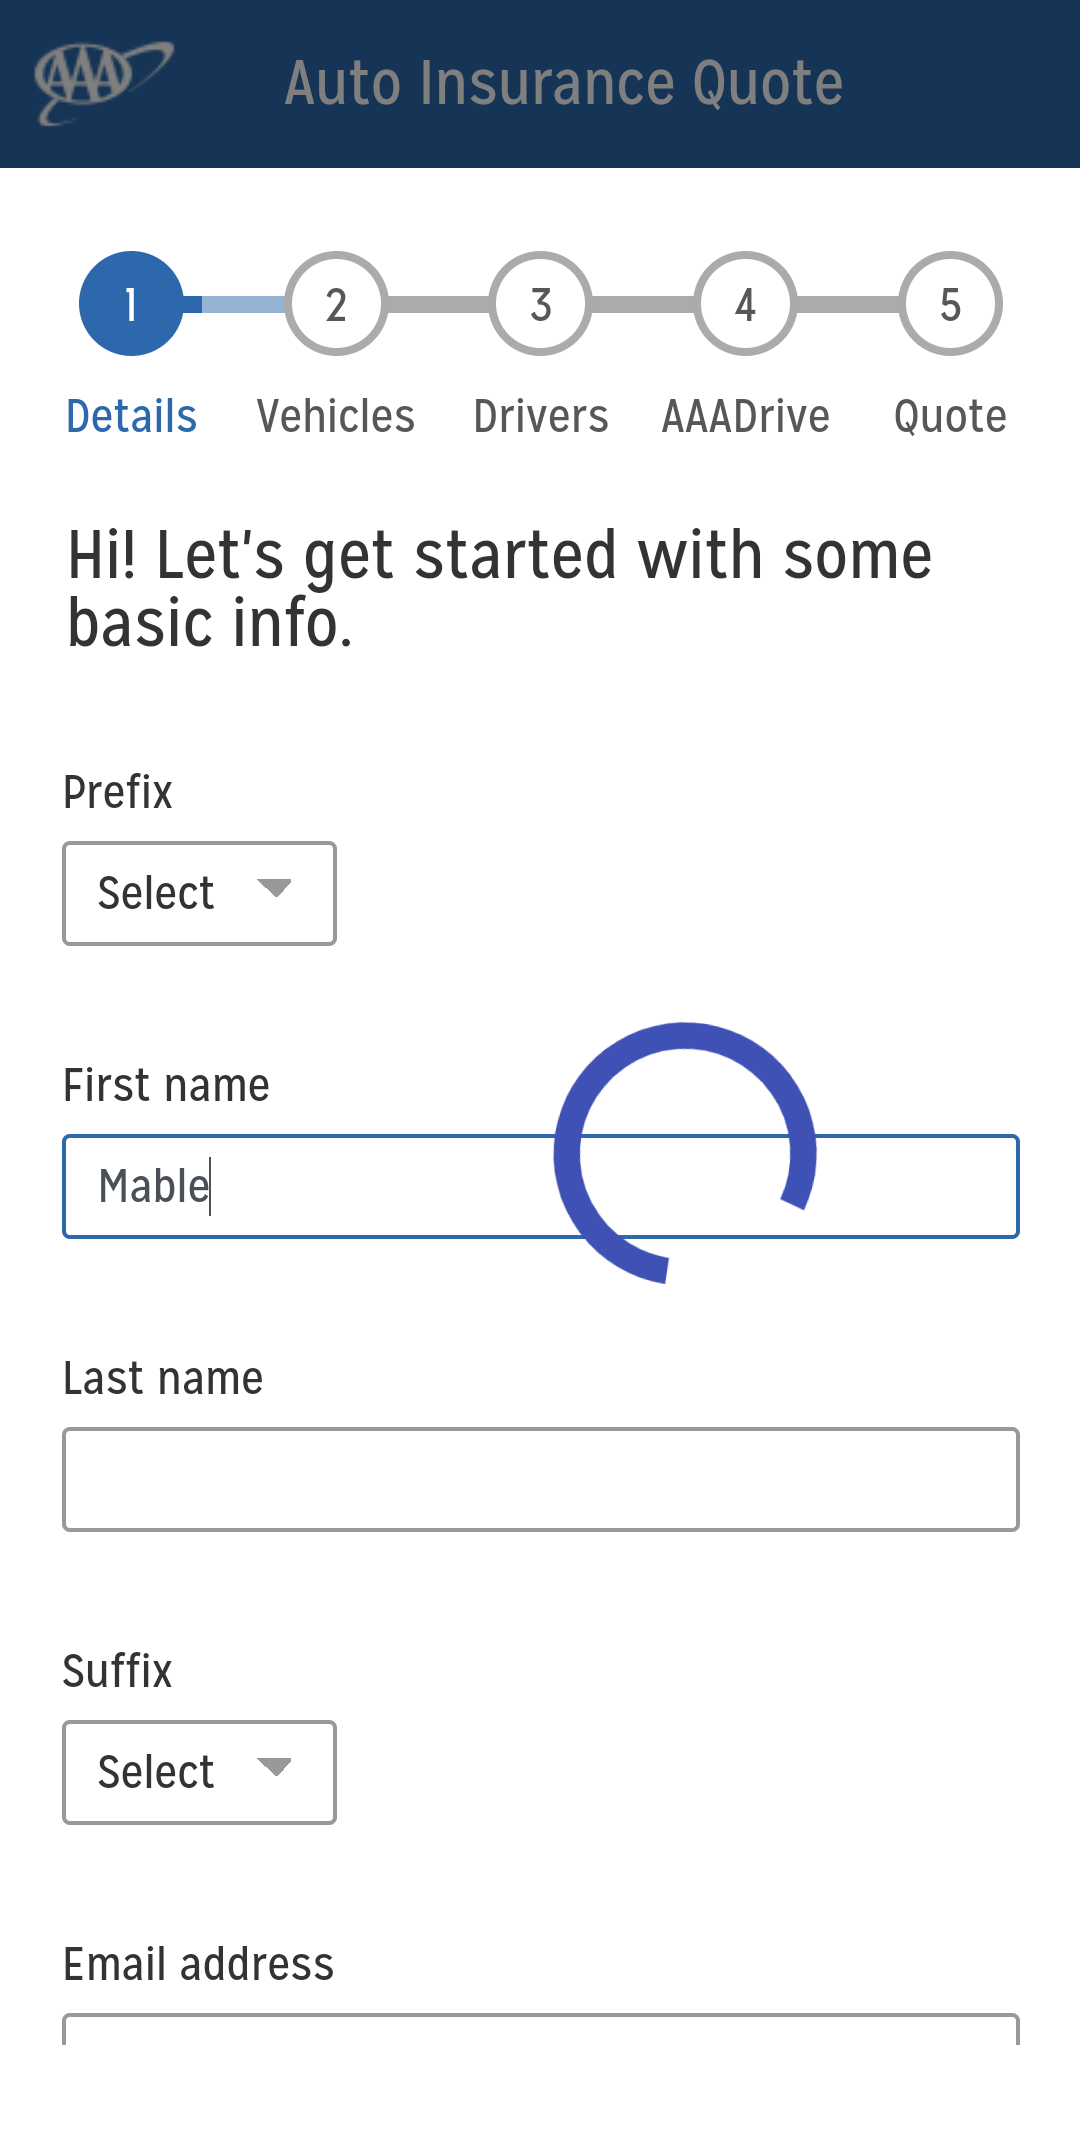 AAA
Auto Insurance Quote
1
2
3
4
5
Details
Vehicles
Drivers
AAADrive
Quote
Hi! Let's get started with some
basic info.
Prefix
Select
First name
Mable
Last name
Suffix
Select
Email address